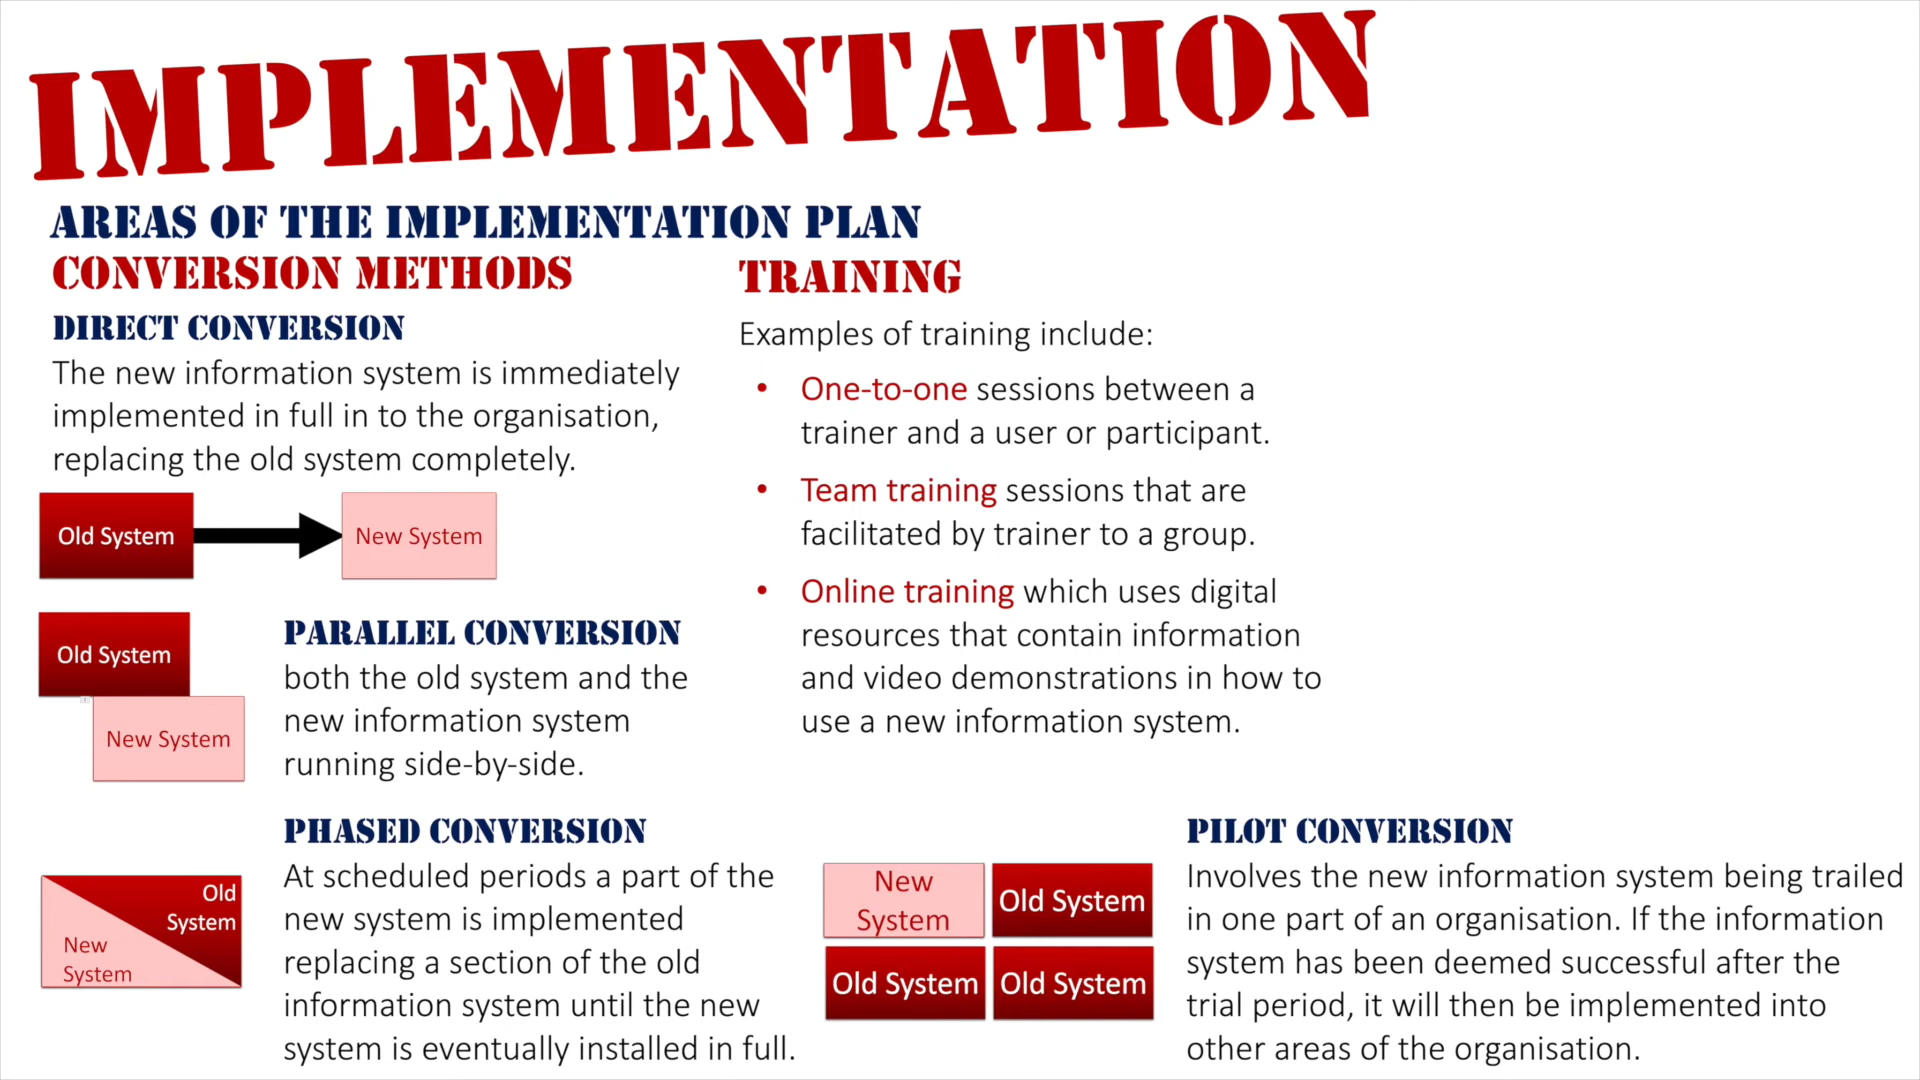 IMPLEMENTATION
AREAS OF THE IMPLEMENTATION PLAN
CONVERSION METHODS
DIRECT CONVERSION
The new information system is immediately
implemented in full in to the organisation,
replacing the old system completely.
Old System
New System
Old System
New System
PARALLEL CONVERSION
both the old system and the
new information system
running side-by-side.
TRAINING
Examples of training include:
• One-to-one sessions between a
trainer and a user or participant.
• Team training sessions that are
facilitated by trainer to a group.
• Online training which uses digital
resources that contain information
and video demonstrations in how to
use a new information system.
PHASED CONVERSION
Old
System
New
System
At scheduled periods a part of the
new system is implemented
replacing a section of the old
information system until the new
system is eventually installed in full.
New
System
Old System
Old System
Old System
PILOT CONVERSION
Involves the new information system being trailed
in one part of an organisation. If the information
system has been deemed successful after the
trial period, it will then be implemented into
other areas of the organisation.